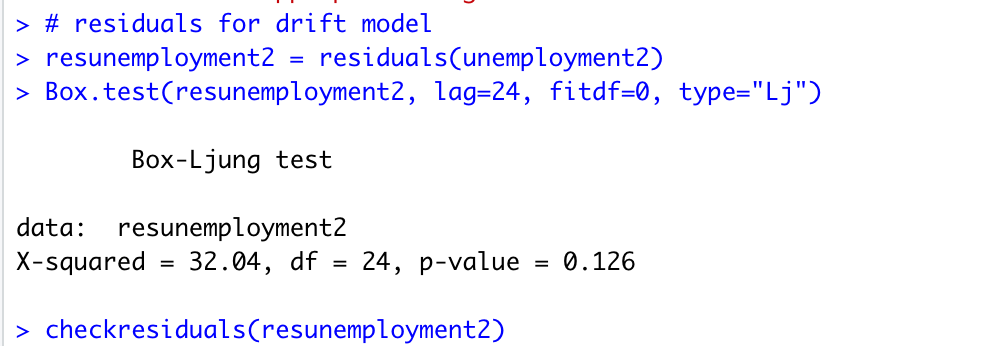 > # residuals for drift model
> resunemployment2 = residuals(unemployment2)
> Box.test(resunemployment2, lag=24, fitdf=0, type="Lj")
Box-Ljung test
data:  resunemployment2
X-squared = 32.04, df = 24, p-value = 0.126
> checkresiduals(resunemployment2)